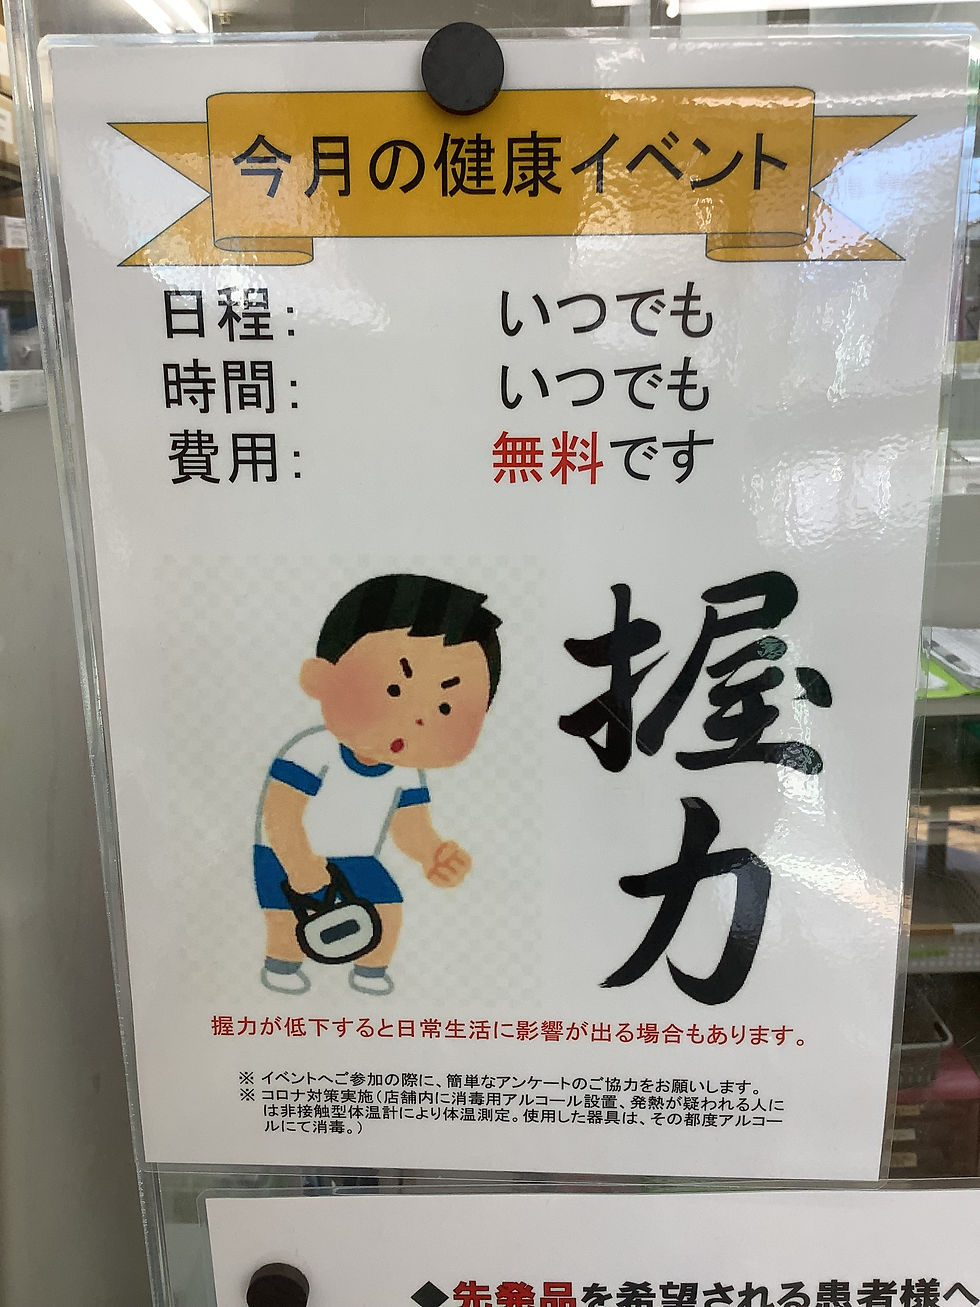 今月の健康イベント
日程： いつでも
時間： いつでも
費用： 無料です
握力
握力が低下すると日常生活に影響が出る場合もあります。
※ イベントへご参加の際に、簡単なアンケートのご協力をお願いします。
※ コロナ対策実施（店舗内に消毒用アルコール設置、発熱が疑われる人に
は非接触型体温計により体温測定。使用した器具は、その都度アルコー
ルにて消毒。）
◆先発品を希望される患者様へ